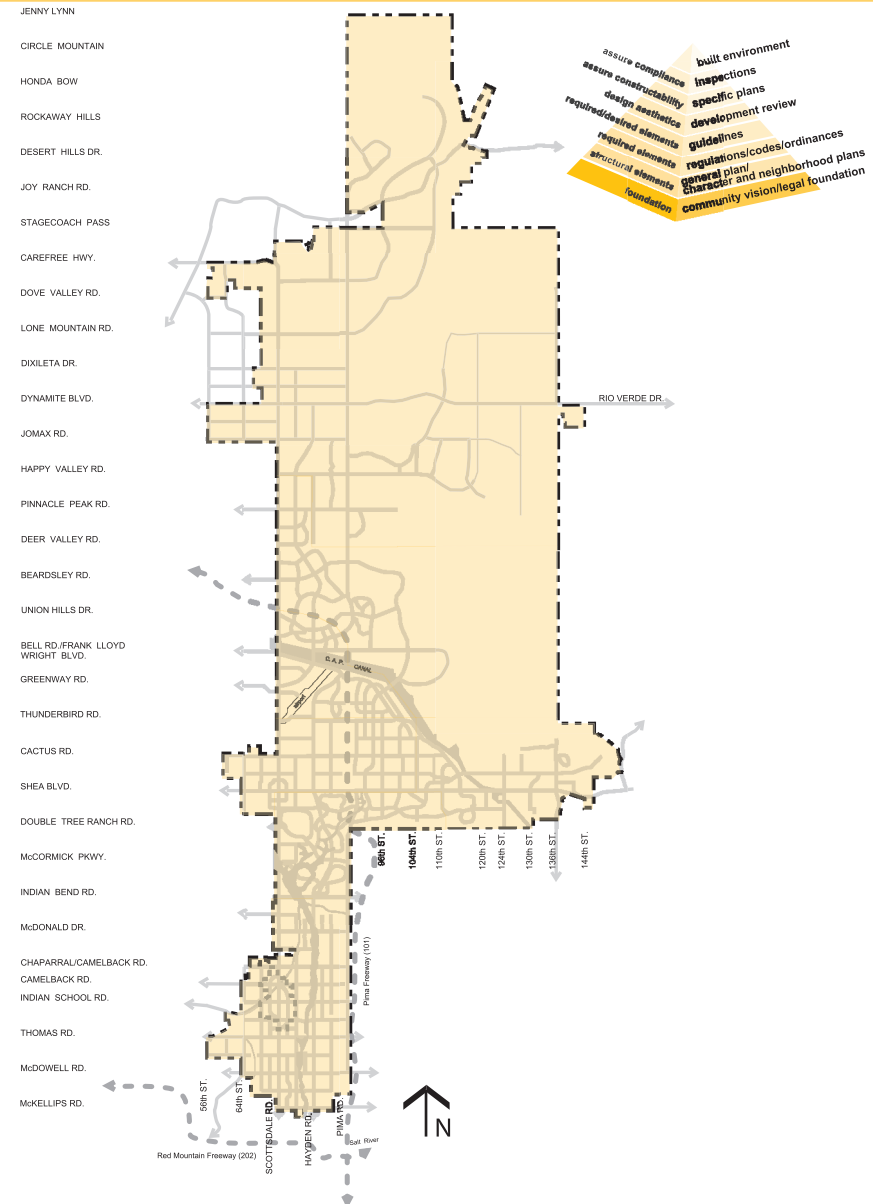 JENNY LYNN
CIRCLE MOUNTAIN
HONDA BOW
ROCKAWAY HILLS
DESERT HILLS DR.
JOY RANCH RD.
STAGECOACH PASS
CAREFREE HWY.
DOVE VALLEY RD.
LONE MOUNTAIN RD.
DIXILETA DR.
DYNAMITE BLVD.
JOMAX RD.
HAPPY VALLEY RD.
PINNACLE PEAK RD.
DEER VALLEY RD.
BEARDSLEY RD.
UNION HILLS DR.
BELL RD./FRANK LLOYD
WRIGHT BLVD.
GREENWAY RD.
THUNDERBIRD RD.
CACTUS RD.
SHEA BLVD.
DOUBLE TREE RANCH RD.
McCORMICK PKWY.
INDIAN BEND RD.
McDONALD DR.
CHAPARRAL/CAMELBACK RD.
CAMELBACK RD.
INDIAN SCHOOL RD.
THOMAS RD.
McDOWELL RD.
McKELLIPS RD.
assure compliance
assure constructability
design aesthetics
required/desired elements
required elements
structural elements
foundation
built environment
inspections
specific plans
development review
guidelines
regulations/codes/ordinances
general plan/
character and neighborhood plans
community vision/legal foundation
RIO VERDE DR.
C. A. P. CANAL
airport
96th ST.
104th ST.
110th ST.
120th ST.
124th ST.
130th ST.
136th ST.
144th ST.
Pima Freeway (101)
56th ST.
64th ST.
SCOTTSDALE RD.
HAYDEN RD.
PIMA RD.
Salt River
Red Mountain Freeway (202)
N